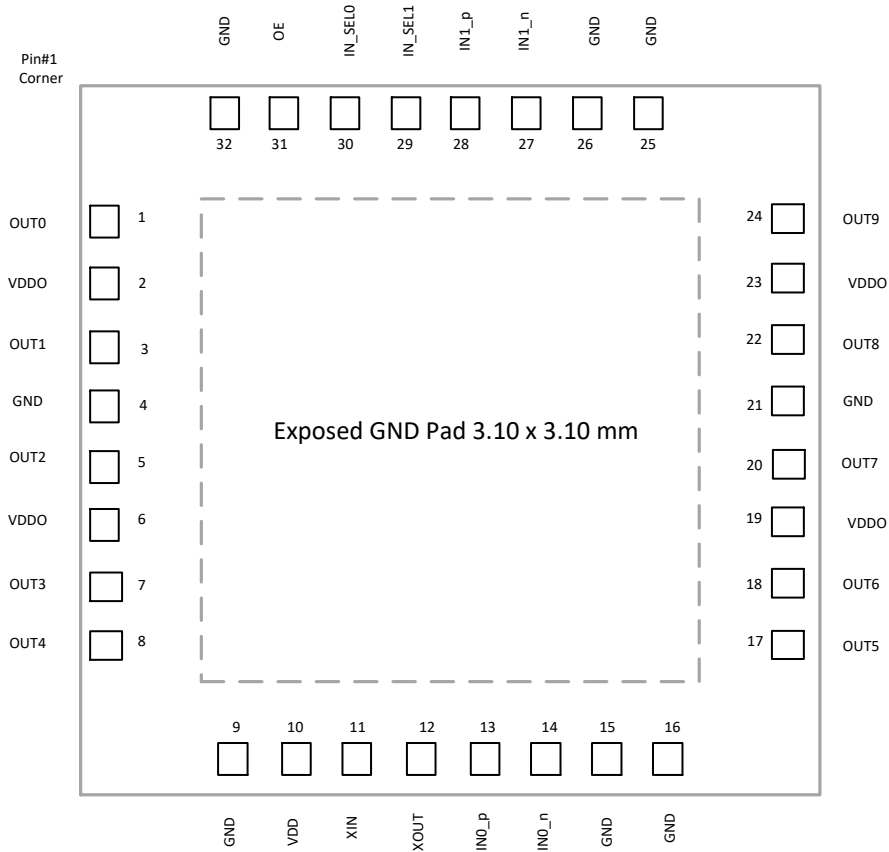 GND
OE
IN_SEL0
IN_SEL1
IN1_p
IN1_n
GND
GND
Pin#1
Corner
32
31
30
29
28
27
26
25
OUT0
1
24
OUT9
VDDO
2
23
VDDO
OUT1
3
22
OUT8
GND
4
21
GND
Exposed GND Pad 3.10 x 3.10 mm
OUT2
5
20
OUT7
VDDO
6
19
VDDO
OUT3
7
18
OUT6
OUT4
8
17
OUT5
9
10
11
12
13
14
15
16
GND
VDD
XIN
XOUT
IN0_p
IN0_n
GND
GND